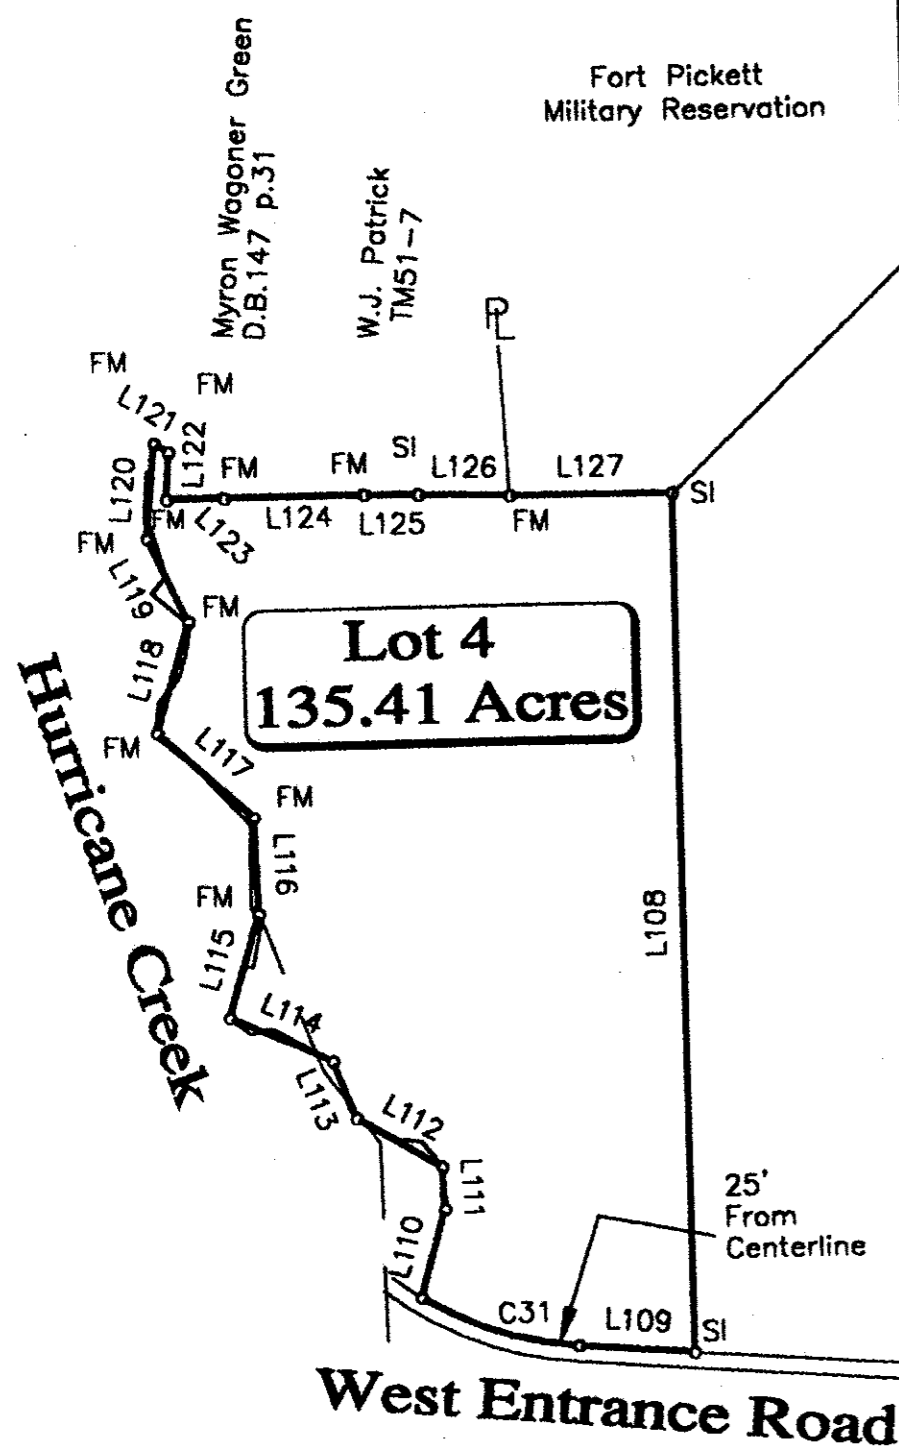 Fort Pickett
Military Reservation
Myron Wagoner Green
D.B.147 p.31
W.J. Patrick
TM51-7
PL
FM
FM
L121
L122
L120
FM
FM
SI
L126
L127
SI
FM
L123
L124
L125
FM
FM
L119
FM
L118
Lot 4
135.41 Acres
FM
L117
FM
L116
Hurricane Creek
FM
L115
L108
L114
L113
L112
L111
L110
25'
From
Centerline
C31
L109
SI
West Entrance Road